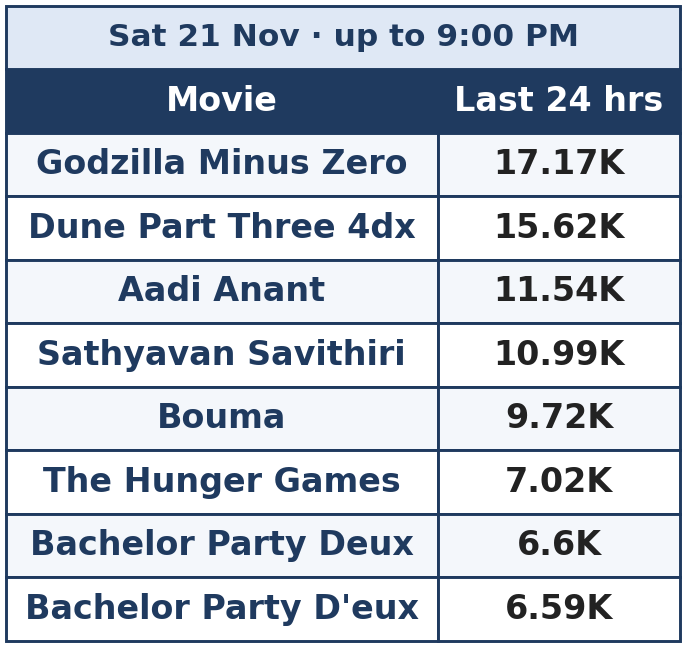 Sat 21 Nov · up to 9:00 PM
Movie Last 24 hrs
Godzilla Minus Zero 17.17K
Dune Part Three 4dx 15.62K
Aadi Anant 11.54K
Sathyavan Savithiri 10.99K
Bouma 9.72K
The Hunger Games 7.02K
Bachelor Party Deux 6.6K
Bachelor Party D'eux 6.59K